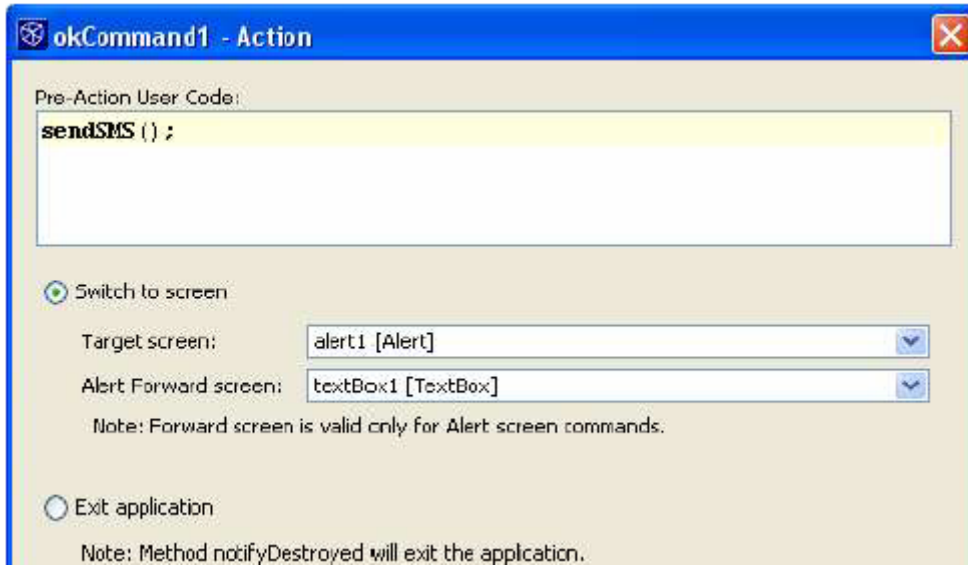 okCommand1 - Action
Pre-Action User Code:
sendSMS();
Switch to screen
Target screen: alert1 [Alert]
Alert Forward screen: textBox1 [TextBox]
Note: Forward screen is valid only for Alert screen commands.
Exit application
Note: Method notifyDestroyed will exit the application.